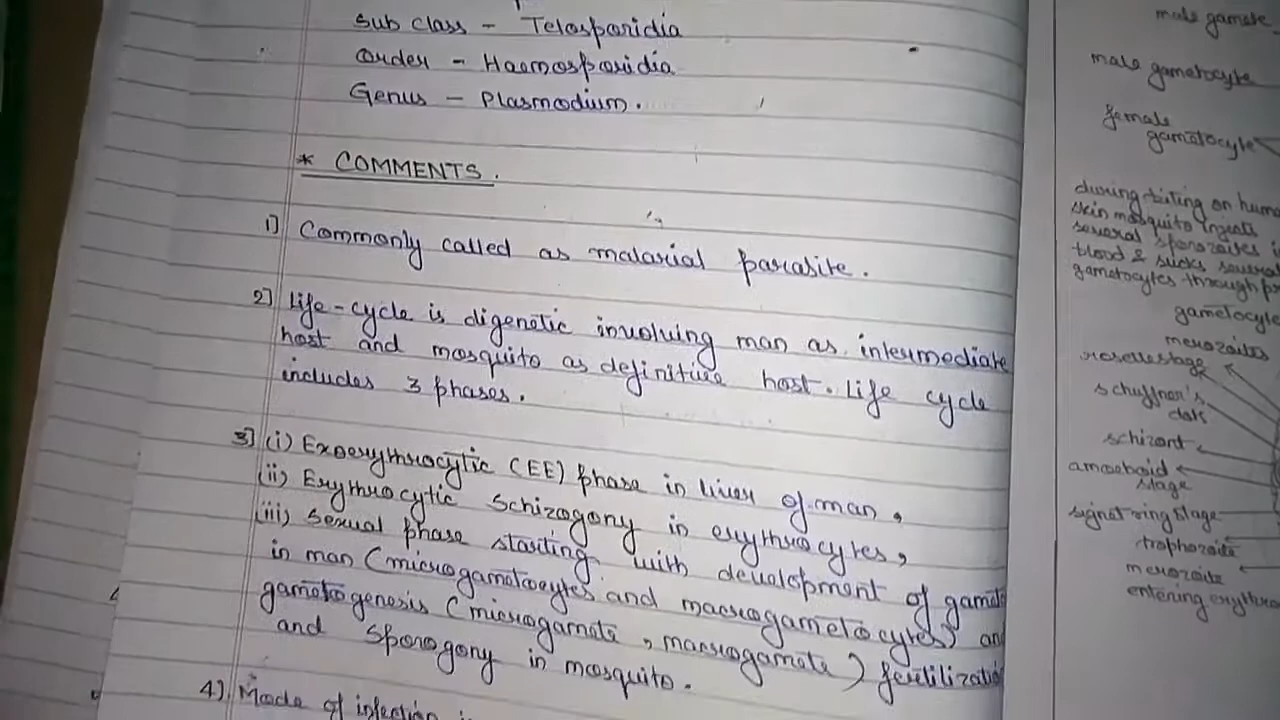 Sub class - Telosporidia
Order - Haemosporidia
Genus - Plasmodium.
* COMMENTS.
1] Commonly called as malarial parasite.
2] Life-cycle is digenetic involving man as intermediate
host and mosquito as definitive host. Life cycle
includes 3 phases.
3] (i) Exoerythrocytic (EE) phase in liver of man,
(ii) Erythrocytic Schizogony in erythrocytes,
(iii) Sexual phase starting with development of
in man (microgametocytes and macrogametocytes)
gametogenesis (microgamete, macrogamete)
and sporogony in mosquito.
4). Mode of infection
male gamete
male gametocyte
female
gametocyte
during biting on
skin mosquito injects
several sporozoites
blood & sucks
gametocytes through
merozoites
rosette stage
schuffner's
dots
schizont
amoeboid
stage
signet ring stage
trophozoite
merozoite
entering